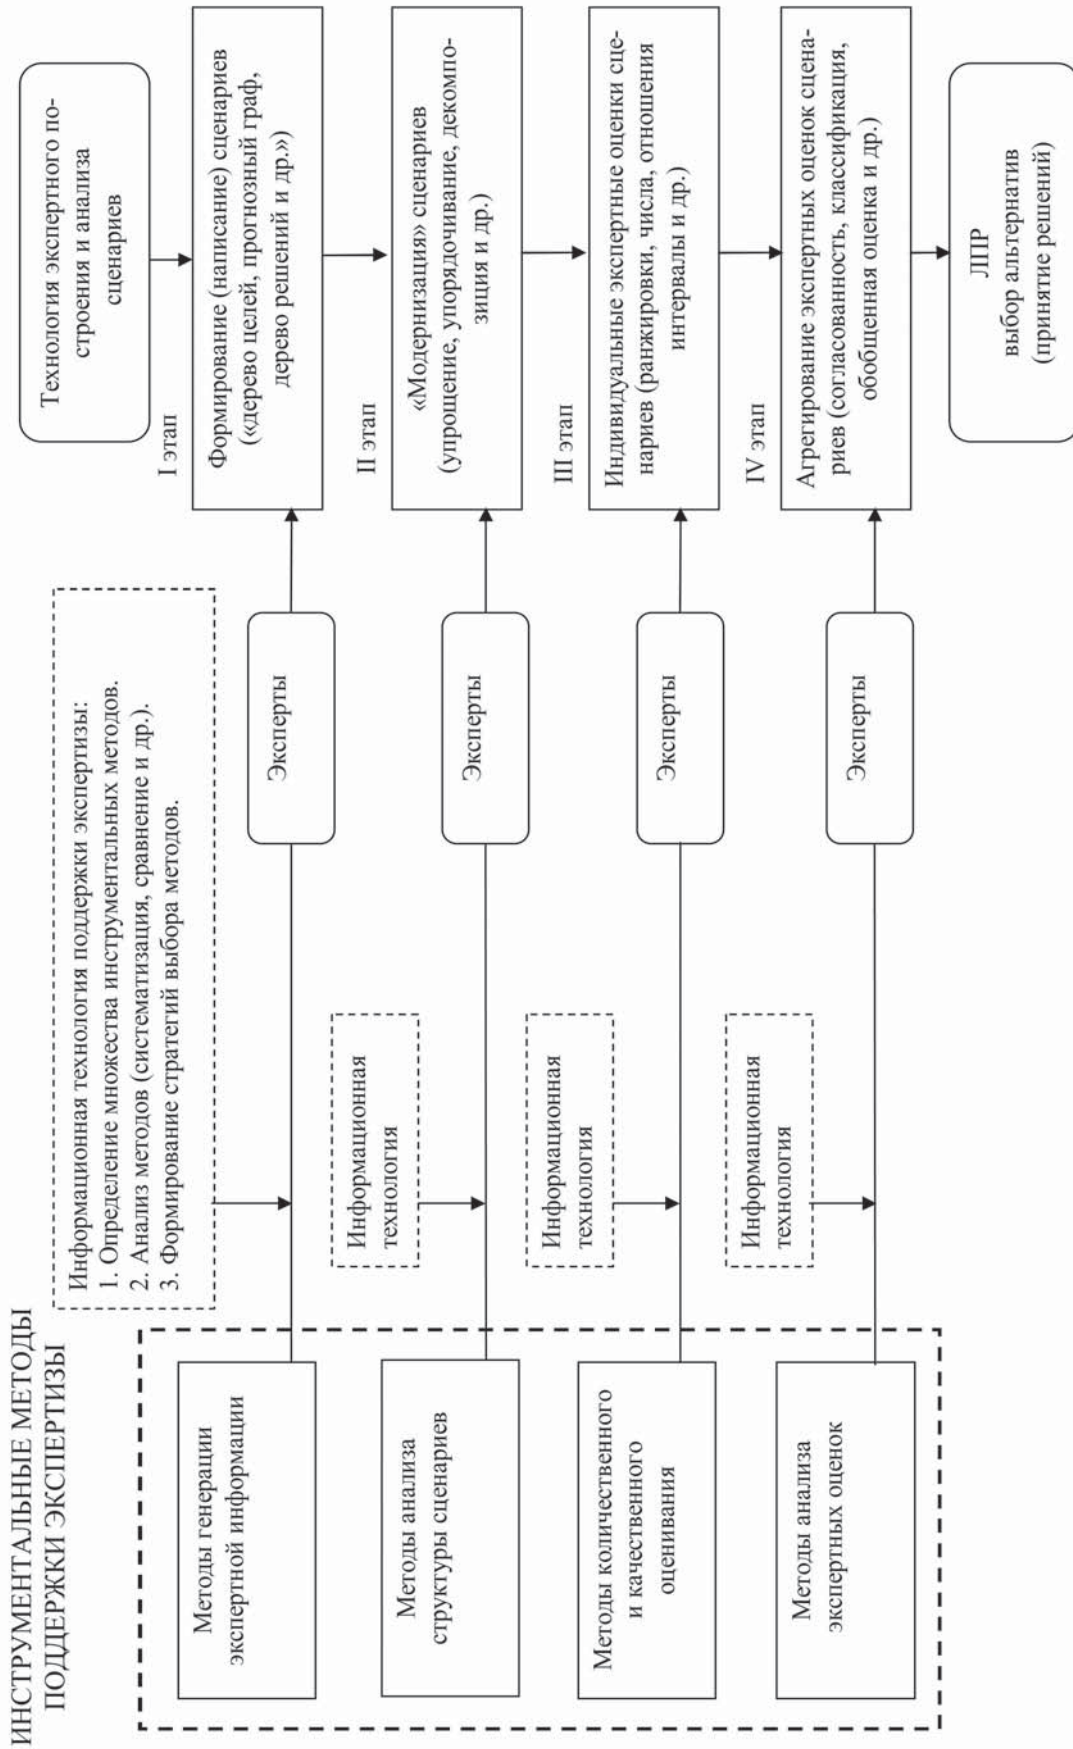 ИНСТРУМЕНТАЛЬНЫЕ МЕТОДЫ
ПОДДЕРЖКИ ЭКСПЕРТИЗЫ
Информационная технология поддержки экспертизы:
1. Определение множества инструментальных методов.
2. Анализ методов (систематизация, сравнение и др.).
3. Формирование стратегий выбора методов.
Технология экспертного по-
строения и анализа
сценариев
I этап
Методы генерации
экспертной информации
Эксперты
Формирование (написание) сценариев
(«дерево целей, прогнозный граф,
дерево решений и др.»)
II этап
Информационная
технология
Методы анализа
структуры сценариев
Эксперты
«Модернизация» сценариев
(упрощение, упорядочивание, декомпо-
зиция и др.)
III этап
Информационная
технология
Методы количественного
и качественного
оценивания
Эксперты
Индивидуальные экспертные оценки сце-
нариев (ранжировки, числа, отношения
интервалы и др.)
IV этап
Информационная
технология
Методы анализа
экспертных оценок
Эксперты
Агрегирование экспертных оценок сцена-
риев (согласованность, классификация,
обобщенная оценка и др.)
ЛПР
выбор альтернатив
(принятие решений)